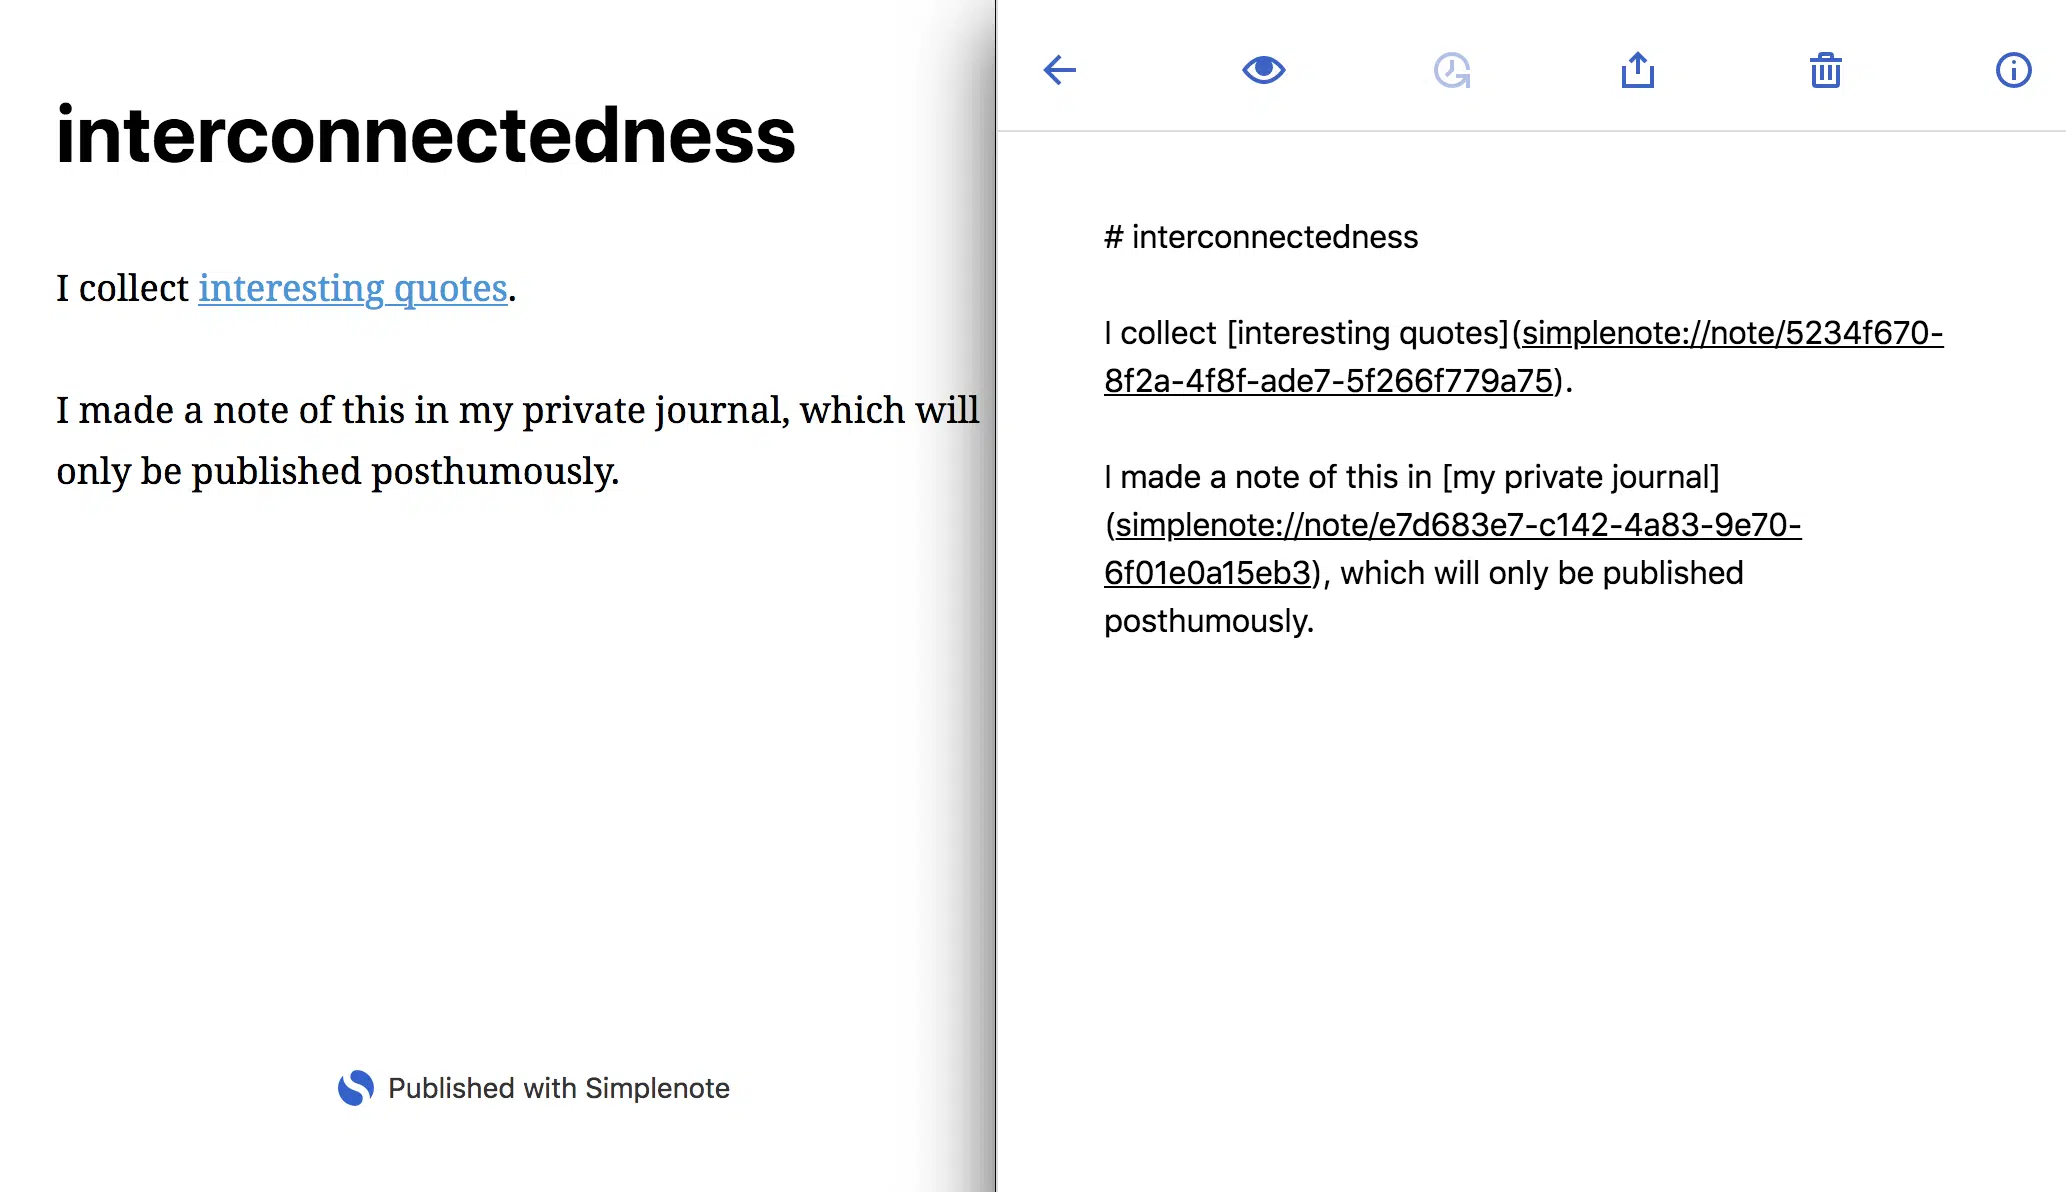 interconnectedness
I collect interesting quotes.
I made a note of this in my private journal, which will
only be published posthumously.
Published with Simplenote
# interconnectedness
I collect [interesting quotes](simplenote://note/5234f670-
8f2a-4f8f-ade7-5f266f779a75).
I made a note of this in [my private journal]
(simplenote://note/e7d683e7-c142-4a83-9e70-
6f01e0a15eb3), which will only be published
posthumously.